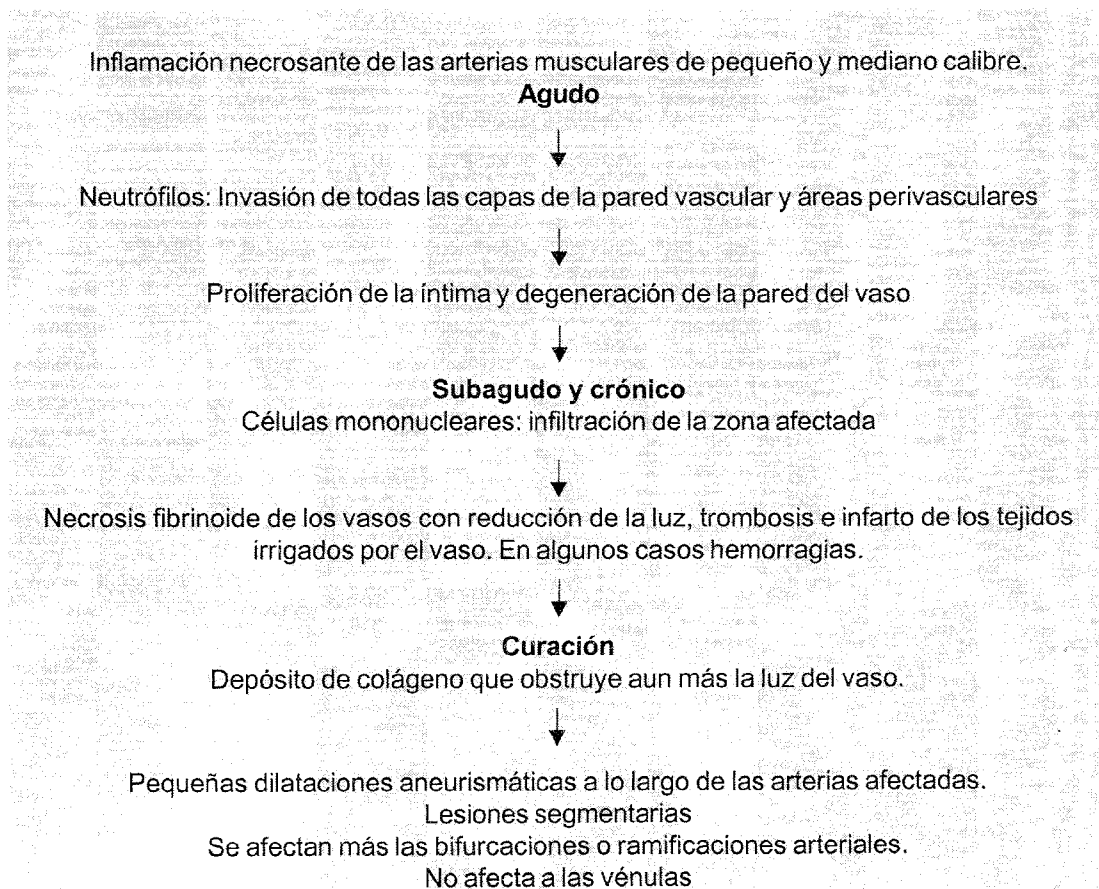 Inflamación necrosante de las arterias musculares de pequeño y mediano calibre.
Agudo
Neutrófilos: Invasión de todas las capas de la pared vascular y áreas perivasculares
Proliferación de la íntima y degeneración de la pared del vaso
Subagudo y crónico
Células mononucleares: infiltración de la zona afectada
Necrosis fibrinoide de los vasos con reducción de la luz, trombosis e infarto de los tejidos
irrigados por el vaso. En algunos casos hemorragias.
Curación
Depósito de colágeno que obstruye aun más la luz del vaso.
Pequeñas dilataciones aneurismáticas a lo largo de las arterias afectadas.
Lesiones segmentarias
Se afectan más las bifurcaciones o ramificaciones arteriales.
No afecta a las vénulas